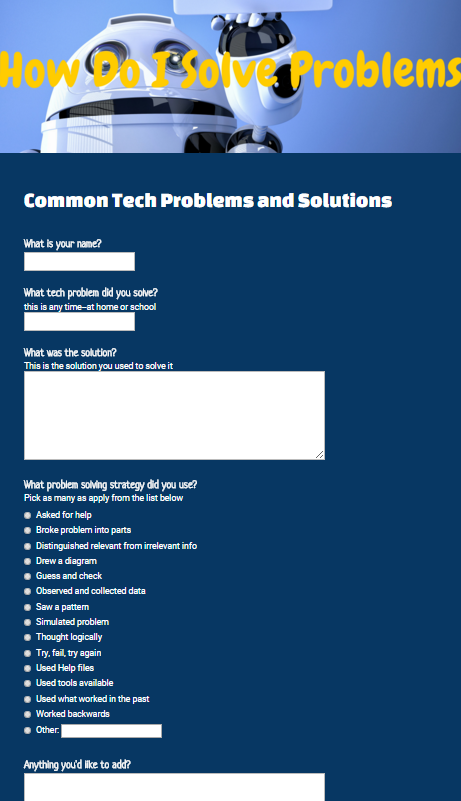 How Do I Solve Problems
Common Tech Problems and Solutions
What is your name?
What tech problem did you solve?
this is any time--at home or school
What was the solution?
This is the solution you used to solve it
What problem solving strategy did you use?
Pick as many as apply from the list below
Asked for help
Broke problem into parts
Distinguished relevant from irrelevant info
Drew a diagram
Guess and check
Observed and collected data
Saw a pattern
Simulated problem
Thought logically
Try, fail, try again
Used Help files
Used tools available
Used what worked in the past
Worked backwards
Other:
Anything you'd like to add?